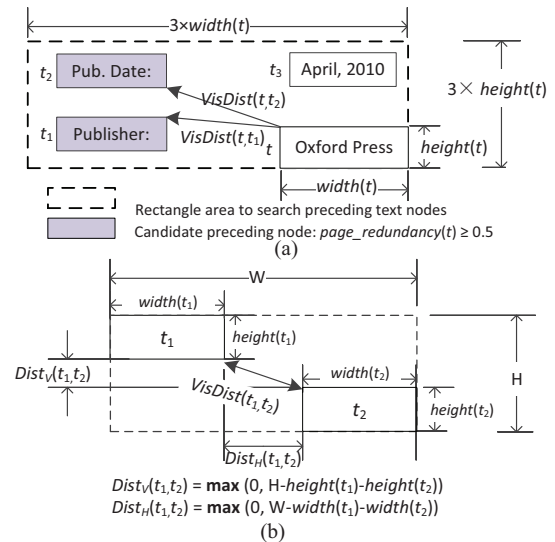 3×width(t)
t2 Pub. Date:
t3 April, 2010
VisDist(t,t2)
3× height(t)
t1 Publisher:
VisDist(t,t1)
t Oxford Press
height(t)
width(t)
Rectangle area to search preceding text nodes
Candidate preceding node: page_redundancy(t) ≥ 0.5
(a)
W
width(t1)
t1
height(t1)
DistV(t1,t2)
VisDist(t1,t2)
width(t2)
H
t2
height(t2)
DistH(t1,t2)
DistV(t1,t2) = max (0, H-height(t1)-height(t2))
DistH(t1,t2) = max (0, W-width(t1)-width(t2))
(b)